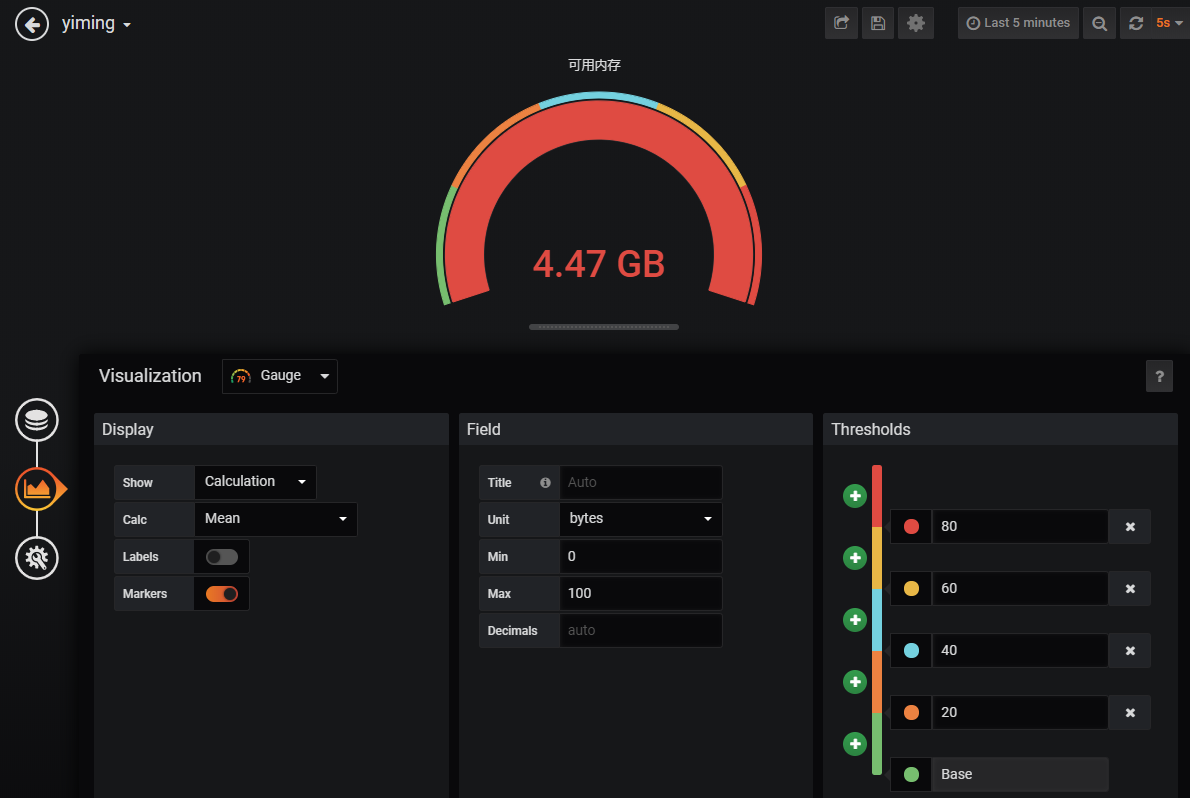 yiming
Last 5 minutes
5s
可用内存
4.47 GB
Visualization
79
Gauge
?
Display
Field
Thresholds
Show
Calculation
Title
Auto
Calc
Mean
Unit
bytes
80
Labels
Min
0
60
Markers
Max
100
Decimals
auto
40
20
Base